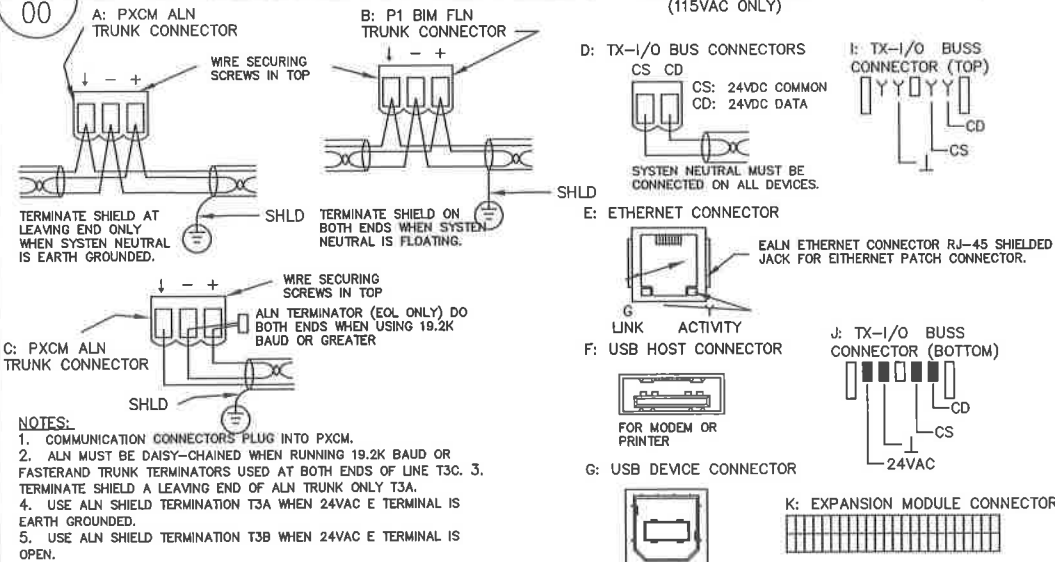 00
A: PXCM ALN
TRUNK CONNECTOR
↓ - +
WIRE SECURING
SCREWS IN TOP
B: P1 BIM FLN
TRUNK CONNECTOR
↓ - +
SHLD
TERMINATE SHIELD AT
LEAVING END ONLY
WHEN SYSTEN NEUTRAL
IS EARTH GROUNDED.
SHLD
TERMINATE SHIELD ON
BOTH ENDS WHEN SYSTEN
NEUTRAL IS FLOATING.
↓ - +
WIRE SECURING
SCREWS IN TOP
ALN TERMINATOR (EOL ONLY) DO
BOTH ENDS WHEN USING 19.2K
BAUD OR GREATER
C: PXCM ALN
TRUNK CONNECTOR
SHLD
NOTES:
1. COMMUNICATION CONNECTORS PLUG INTO PXCM.
2. ALN MUST BE DAISY-CHAINED WHEN RUNNING 19.2K BAUD OR
FASTERAND TRUNK TERMINATORS USED AT BOTH ENDS OF LINE T3C. 3.
TERMINATE SHIELD A LEAVING END OF ALN TRUNK ONLY T3A.
4. USE ALN SHIELD TERMINATION T3A WHEN 24VAC E TERMINAL IS
EARTH GROUNDED.
5. USE ALN SHIELD TERMINATION T3B WHEN 24VAC E TERMINAL IS
OPEN.
(115VAC ONLY)
D: TX-I/O BUS CONNECTORS
CS CD
CS: 24VDC COMMON
CD: 24VDC DATA
SYSTEN NEUTRAL MUST BE
CONNECTED ON ALL DEVICES.
E: ETHERNET CONNECTOR
EALN ETHERNET CONNECTOR RJ-45 SHIELDED
JACK FOR EITHERNET PATCH CONNECTOR.
G Y
LINK ACTIVITY
F: USB HOST CONNECTOR
FOR MODEM OR
PRINTER
G: USB DEVICE CONNECTOR
I: TX-I/O BUSS
CONNECTOR (TOP)
CD
CS
⊥
J: TX-I/O BUSS
CONNECTOR (BOTTOM)
CD
CS
⊥
24VAC
K: EXPANSION MODULE CONNECTOR